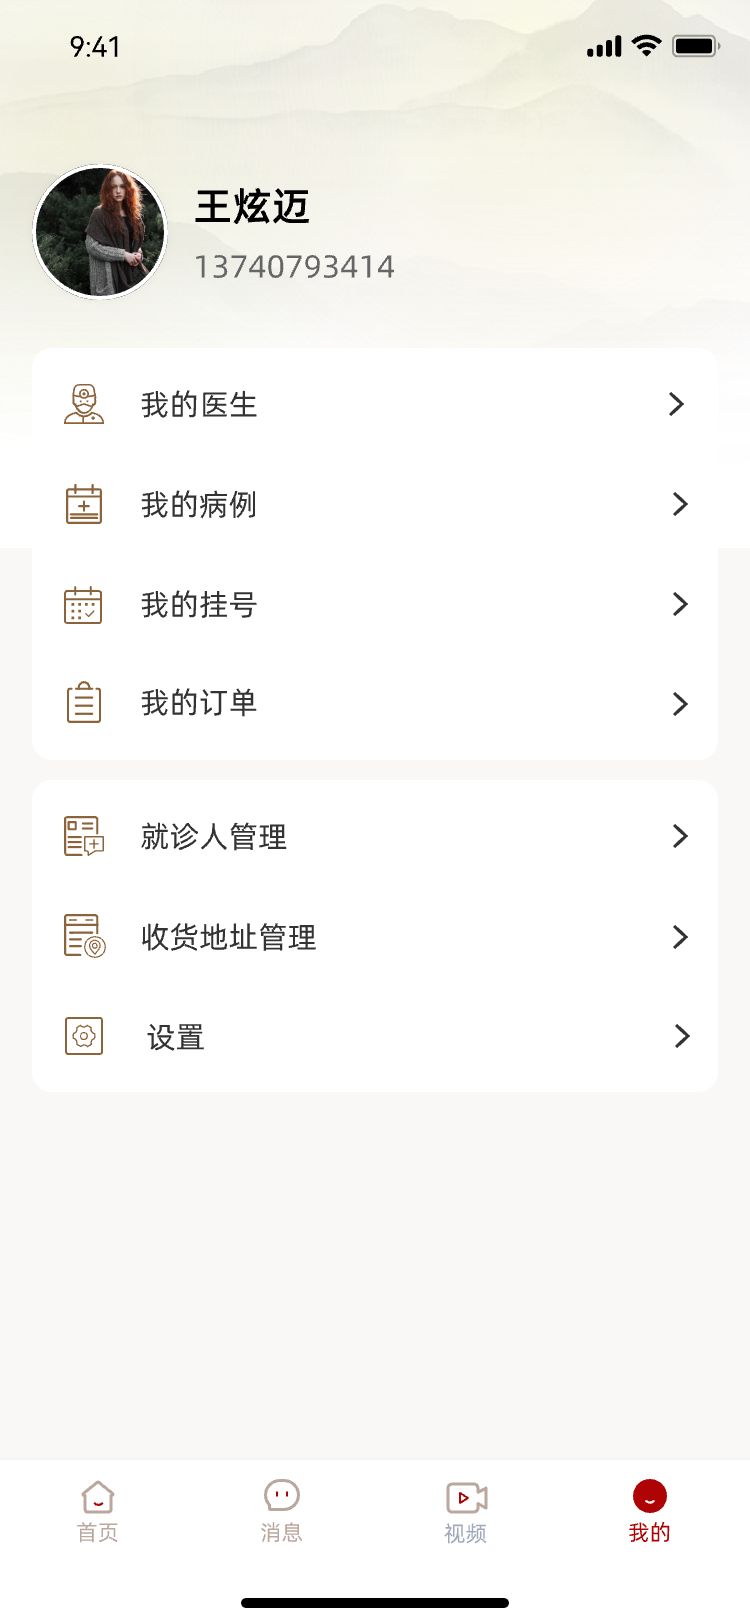 9:41
王炫迈
13740793414
我的医生
我的病例
我的挂号
我的订单
就诊人管理
收货地址管理
设置
首页
消息
视频
我的